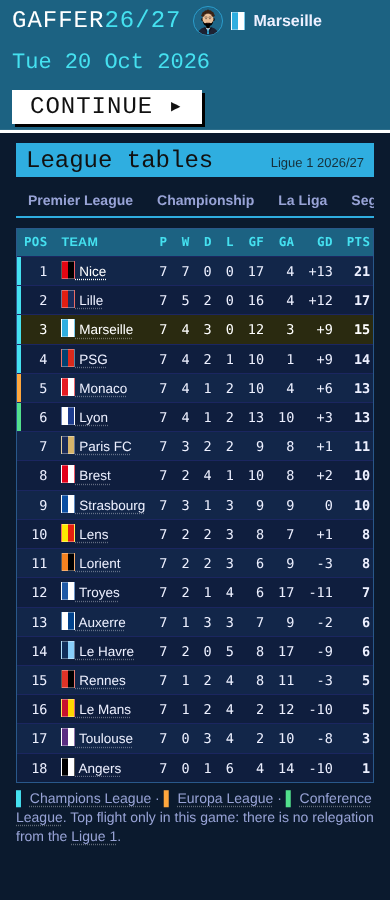 GAFFER26/27 Marseille
Tue 20 Oct 2026
CONTINUE ▸
League tables Ligue 1 2026/27
Premier League Championship La Liga
POS TEAM P W D L GF GA GD PTS
1 Nice 7 7 0 0 17 4 +13 21
2 Lille 7 5 2 0 16 4 +12 17
3 Marseille 7 4 3 0 12 3 +9 15
4 PSG 7 4 2 1 10 1 +9 14
5 Monaco 7 4 1 2 10 4 +6 13
6 Lyon 7 4 1 2 13 10 +3 13
7 Paris FC 7 3 2 2 9 8 +1 11
8 Brest 7 2 4 1 10 8 +2 10
9 Strasbourg 7 3 1 3 9 9 0 10
10 Lens 7 2 2 3 8 7 +1 8
11 Lorient 7 2 2 3 6 9 -3 8
12 Troyes 7 2 1 4 6 17 -11 7
13 Auxerre 7 1 3 3 7 9 -2 6
14 Le Havre 7 2 0 5 8 17 -9 6
15 Rennes 7 1 2 4 8 11 -3 5
16 Le Mans 7 1 2 4 2 12 -10 5
17 Toulouse 7 0 3 4 2 10 -8 3
18 Angers 7 0 1 6 4 14 -10 1
Champions League · Europa League · Conference
League. Top flight only in this game: there is no relegation
from the Ligue 1.